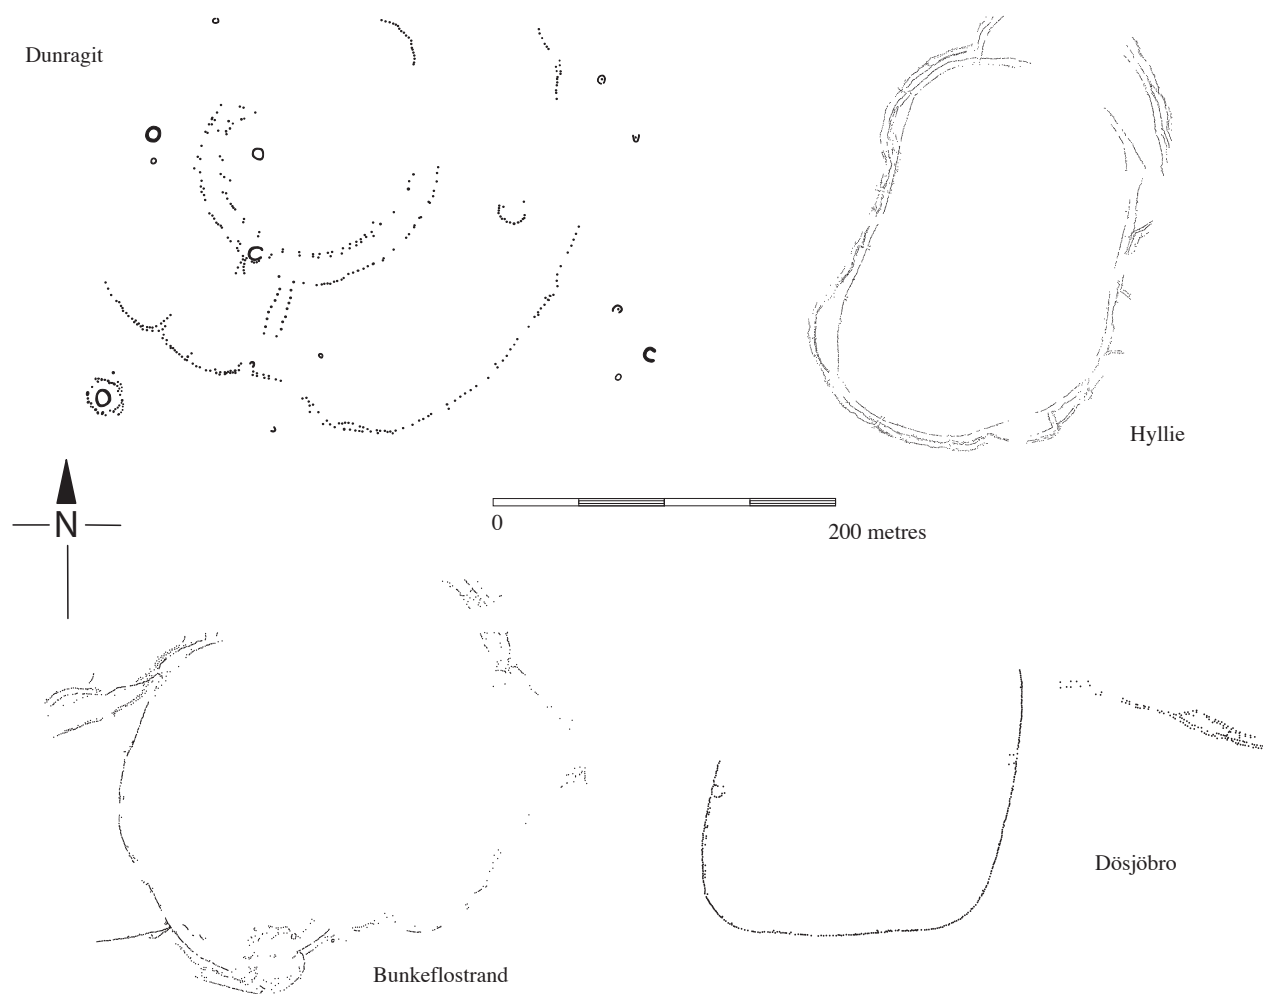 Dunragit
Hyllie
0
200 metres
N
Dösjöbro
Bunkeflostrand